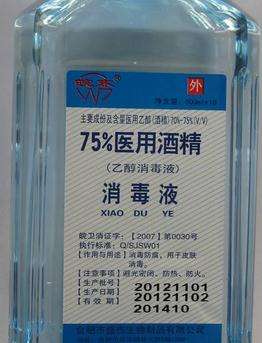 皖东®
外
主要成份及含量医用乙醇(酒精)70%-75%(V/V)
75%医用酒精
(乙醇消毒液)
消毒液
XIAO DU YE
皖卫消证字:【2007】第0030号
执行标准: Q/SJSW01
【作用与用途】消毒防腐、用于皮肤
消毒。
【注意事项】避光密闭、防热、防火。
【生产批号】20121101
【生产日期】20121102
【有效期】201410